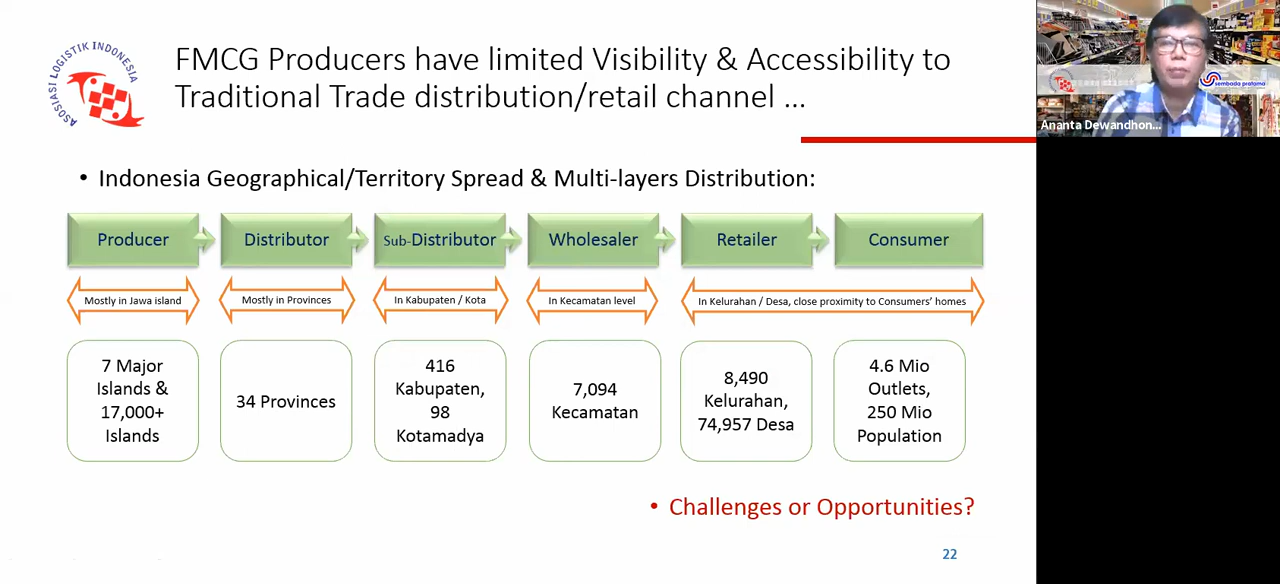 ASOSIASI LOGISTIK INDONESIA
FMCG Producers have limited Visibility & Accessibility to
Traditional Trade distribution/retail channel ...
• Indonesia Geographical/Territory Spread & Multi-layers Distribution:
Producer
Distributor
Sub-Distributor
Wholesaler
Retailer
Consumer
Mostly in Jawa island
Mostly in Provinces
In Kabupaten / Kota
In Kecamatan level
In Kelurahan / Desa, close proximity to Consumers' homes
7 Major
Islands &
17,000+
Islands
34 Provinces
416
Kabupaten,
98
Kotamadya
7,094
Kecamatan
8,490
Kelurahan,
74,957 Desa
4.6 Mio
Outlets,
250 Mio
Population
• Challenges or Opportunities?
22
sembada pratama
Ananta Dewandhon...